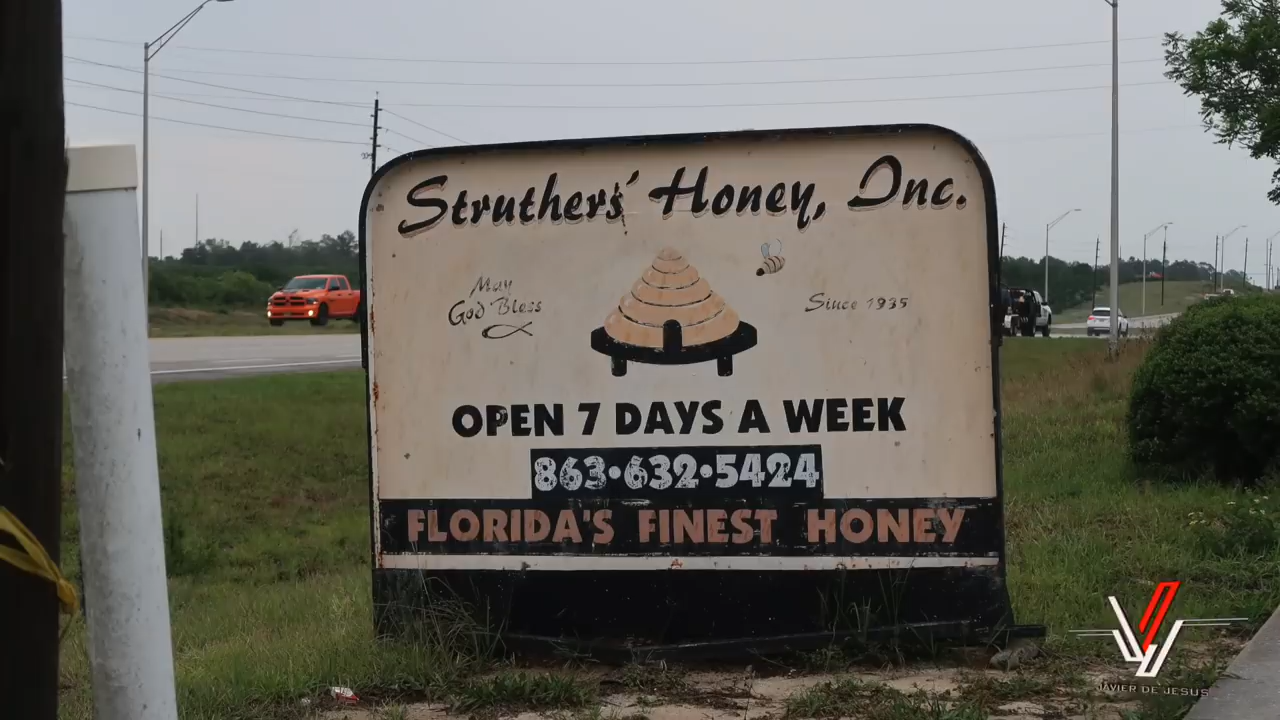 Struthers' Honey, Inc.
May
God Bless
Since 1935
OPEN 7 DAYS A WEEK
863•632•5424
FLORIDA'S FINEST HONEY
JAVIER DE JESUS